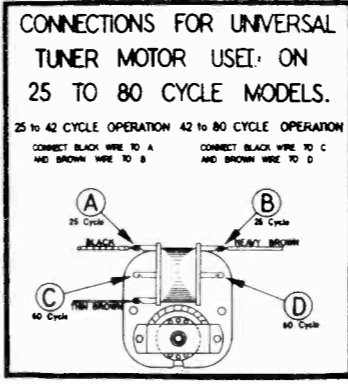 CONNECTIONS FOR UNIVERSAL
TUNER MOTOR USED ON
25 TO 80 CYCLE MODELS.
25 to 42 CYCLE OPERATION 42 to 80 CYCLE OPERATION
CONNECT BLACK WIRE TO A CONNECT BLACK WIRE TO C
AND BROWN WIRE TO B AND BROWN WIRE TO D
A B
25 Cycle 25 Cycle
BLACK HEAVY BROWN
C D
THIN BROWN
60 Cycle 60 Cycle